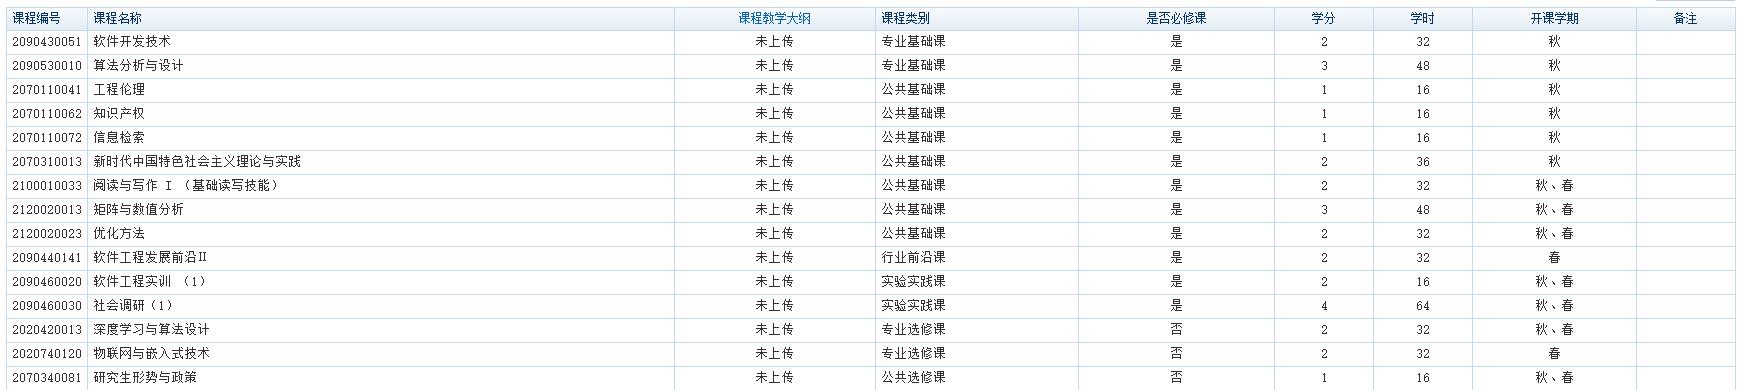 课程编号 课程名称 课程教学大纲 课程类别 是否必修课 学分 学时 开课学期 备注
2090430051 软件开发技术 未上传 专业基础课 是 2 32 秋
2090530010 算法分析与设计 未上传 专业基础课 是 3 48 秋
2070110041 工程伦理 未上传 公共基础课 是 1 16 秋
2070110062 知识产权 未上传 公共基础课 是 1 16 秋
2070110072 信息检索 未上传 公共基础课 是 1 16 秋
2070310013 新时代中国特色社会主义理论与实践 未上传 公共基础课 是 2 36 秋
2100010033 阅读与写作 I （基础读写技能） 未上传 公共基础课 是 2 32 秋、春
2120020013 矩阵与数值分析 未上传 公共基础课 是 3 48 秋、春
2120020023 优化方法 未上传 公共基础课 是 2 32 秋、春
2090440141 软件工程发展前沿Ⅱ 未上传 行业前沿课 是 2 32 春
2090460020 软件工程实训 （1） 未上传 实验实践课 是 2 16 秋、春
2090460030 社会调研（1） 未上传 实验实践课 是 4 64 秋、春
2020420013 深度学习与算法设计 未上传 专业选修课 否 2 32 秋、春
2020740120 物联网与嵌入式技术 未上传 专业选修课 否 2 32 春
2070340081 研究生形势与政策 未上传 公共选修课 否 1 16 秋、春